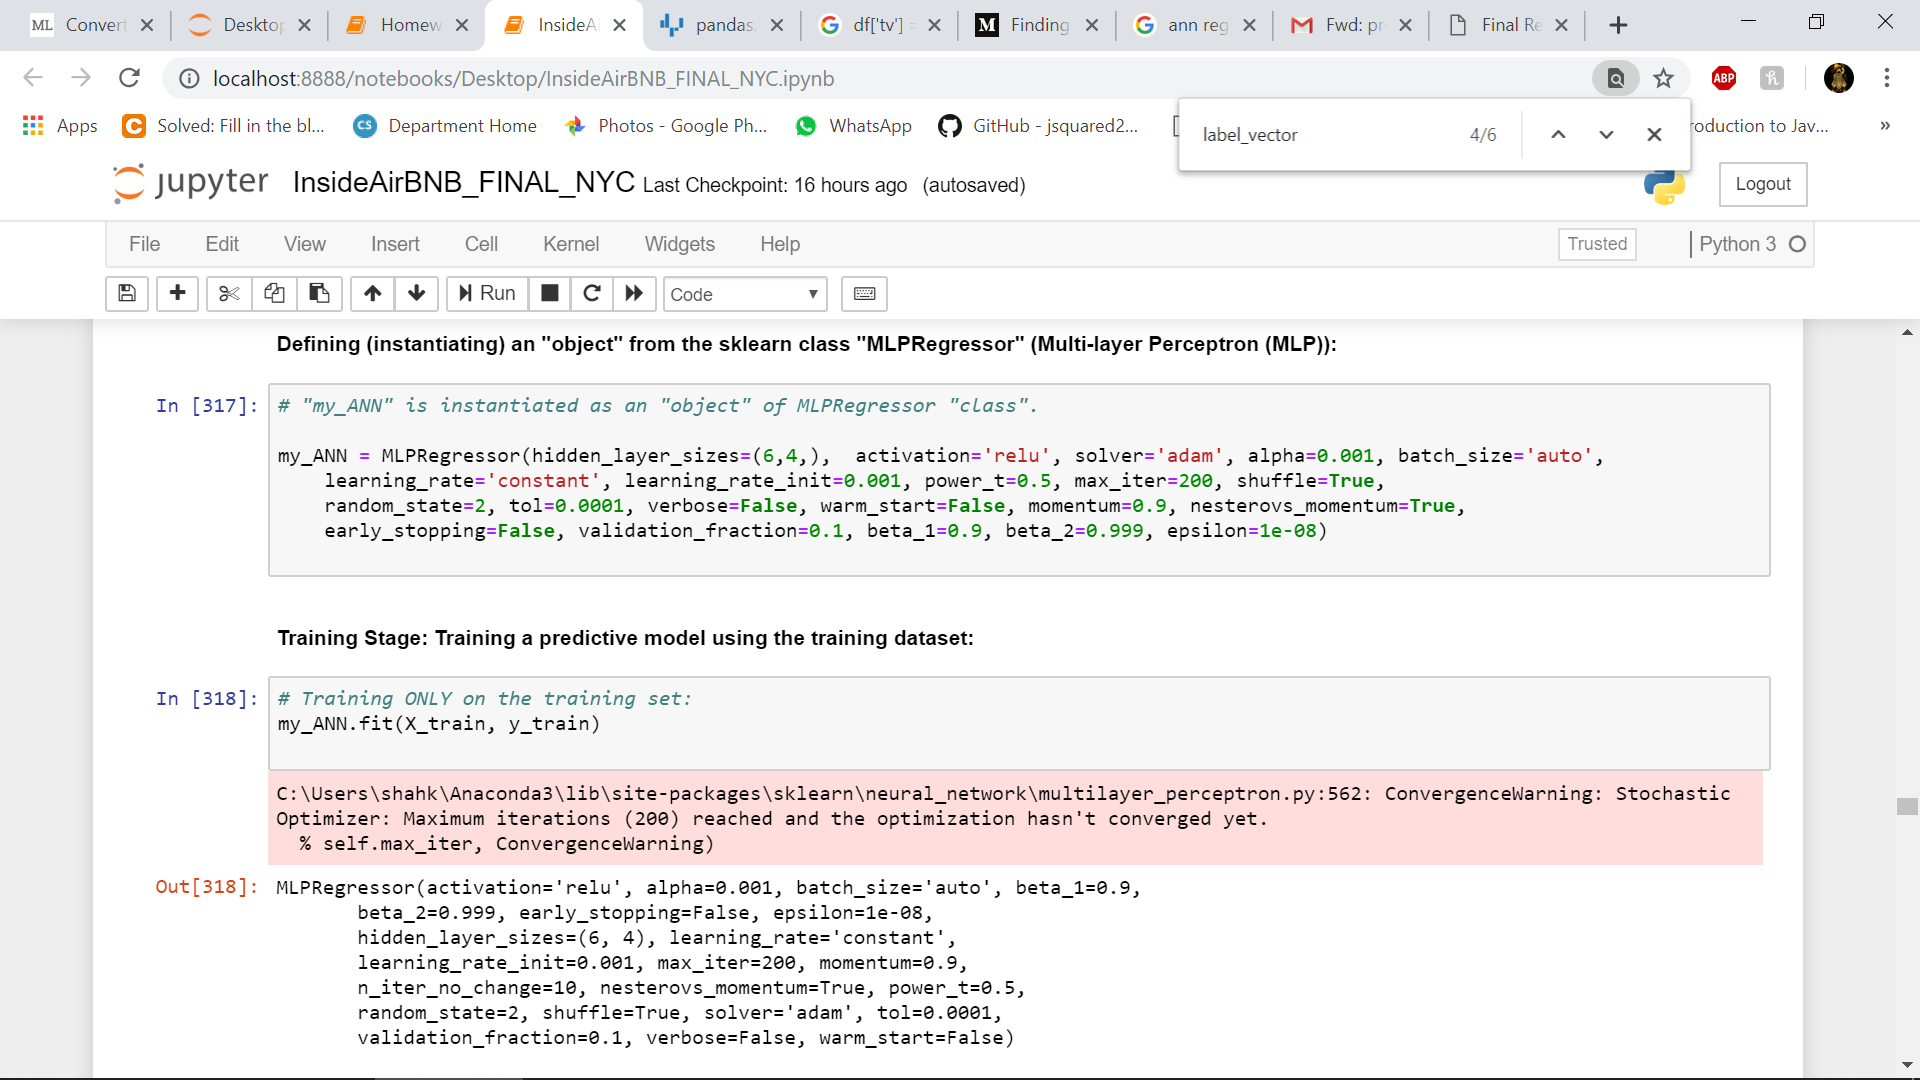 ML Convert
Desktop
Homew
InsideAi
pandas.
df['tv'] =
M Finding
ann reg
Fwd: pr
Final Re
localhost:8888/notebooks/Desktop/InsideAirBNB_FINAL_NYC.ipynb
ABP
Apps
C Solved: Fill in the bl...
CS Department Home
Photos - Google Ph...
WhatsApp
GitHub - jsquared2...
roduction to Jav...
»
label_vector 4/6
jupyter InsideAirBNB_FINAL_NYC Last Checkpoint: 16 hours ago (autosaved)
Logout
File Edit View Insert Cell Kernel Widgets Help Trusted Python 3
Run Code
Defining (instantiating) an "object" from the sklearn class "MLPRegressor" (Multi-layer Perceptron (MLP)):
In [317]: # "my_ANN" is instantiated as an "object" of MLPRegressor "class".
my_ANN = MLPRegressor(hidden_layer_sizes=(6,4,),  activation='relu', solver='adam', alpha=0.001, batch_size='auto',
learning_rate='constant', learning_rate_init=0.001, power_t=0.5, max_iter=200, shuffle=True,
random_state=2, tol=0.0001, verbose=False, warm_start=False, momentum=0.9, nesterovs_momentum=True,
early_stopping=False, validation_fraction=0.1, beta_1=0.9, beta_2=0.999, epsilon=1e-08)
Training Stage: Training a predictive model using the training dataset:
In [318]: # Training ONLY on the training set:
my_ANN.fit(X_train, y_train)
C:\Users\shahk\Anaconda3\lib\site-packages\sklearn\neural_network\multilayer_perceptron.py:562: ConvergenceWarning: Stochastic
Optimizer: Maximum iterations (200) reached and the optimization hasn't converged yet.
% self.max_iter, ConvergenceWarning)
Out[318]: MLPRegressor(activation='relu', alpha=0.001, batch_size='auto', beta_1=0.9,
beta_2=0.999, early_stopping=False, epsilon=1e-08,
hidden_layer_sizes=(6, 4), learning_rate='constant',
learning_rate_init=0.001, max_iter=200, momentum=0.9,
n_iter_no_change=10, nesterovs_momentum=True, power_t=0.5,
random_state=2, shuffle=True, solver='adam', tol=0.0001,
validation_fraction=0.1, verbose=False, warm_start=False)